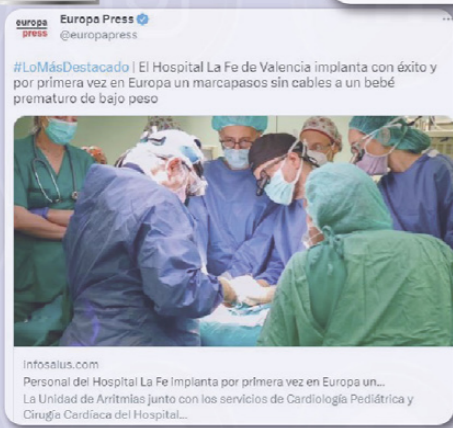 europa
press
Europa Press
@europapress
#LoMásDestacado | El Hospital La Fe de Valencia implanta con éxito y
por primera vez en Europa un marcapasos sin cables a un bebé
prematuro de bajo peso
infosalus.com
Personal del Hospital La Fe implanta por primera vez en Europa un...
La Unidad de Arritmias junto con los servicios de Cardiología Pediátrica y
Cirugía Cardíaca del Hospital...